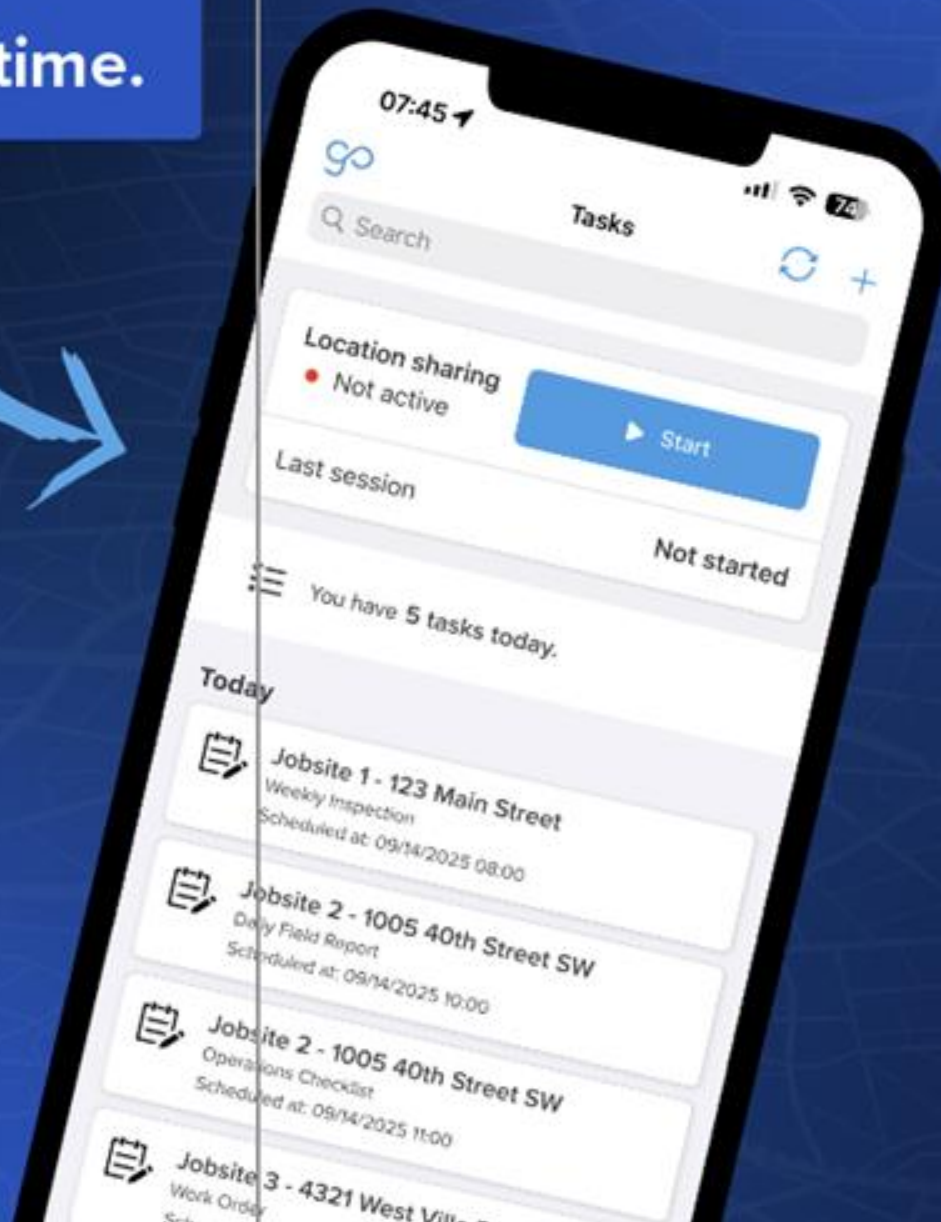 time.
07:45
74
go
Tasks
Search
Location sharing
Not active
Start
Last session
Not started
You have 5 tasks today.
Today
Jobsite 1 - 123 Main Street
Weekly Inspection
Scheduled at: 09/14/2025 08:00
Jobsite 2 - 1005 40th Street SW
Daily Field Report
Scheduled at: 09/14/2025 10:00
Jobsite 2 - 1005 40th Street SW
Operations Checklist
Scheduled at: 09/14/2025 11:00
Jobsite 3 - 4321 West
Work Order